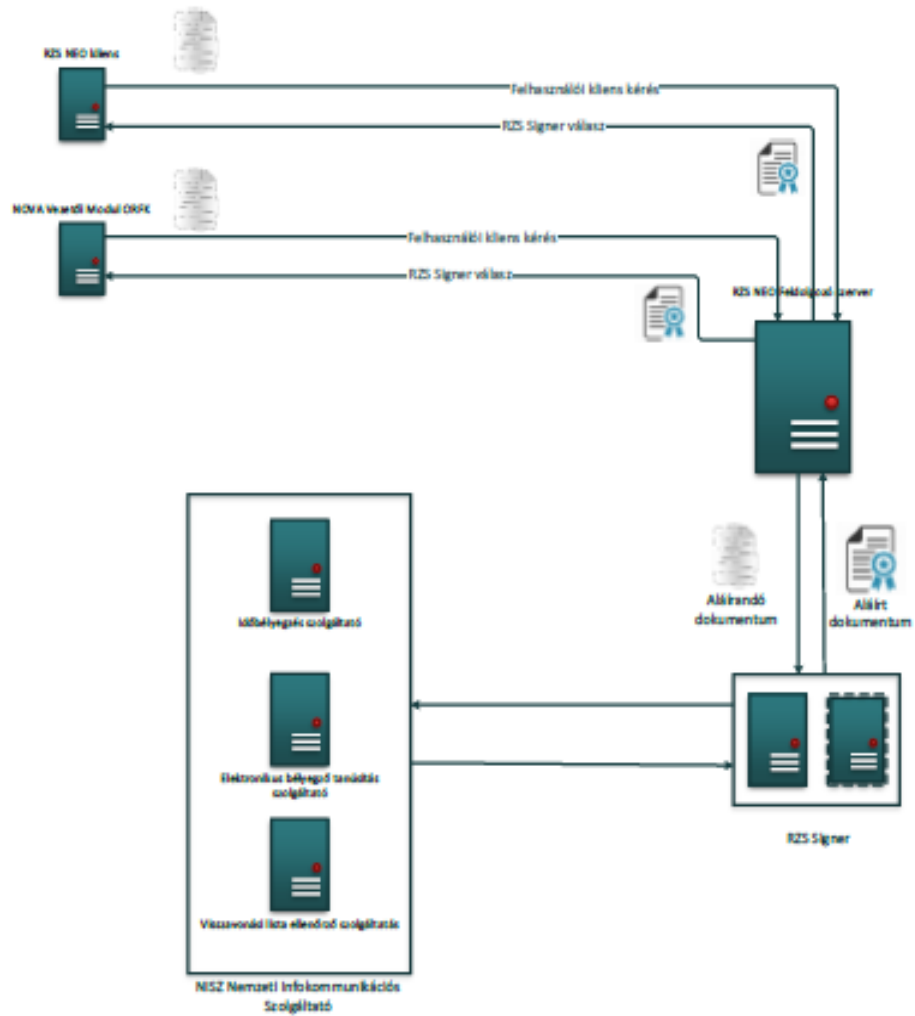 RZS NEO kliens
Felhasználói kliens kérés
RZS Signer válasz
NOVA Vezetői Modul ORFK
Felhasználói kliens kérés
RZS Signer válasz
RZS NEO Feldolgozó szerver
Aláírandó
dokumentum
Aláírt
dokumentum
Időbélyegzés szolgáltató
Elektronikus bélyegző tanúsítás
szolgáltató
Visszavonási lista ellenőrző szolgáltatás
RZS Signer
NISZ Nemzeti Infokommunikációs
Szolgáltató